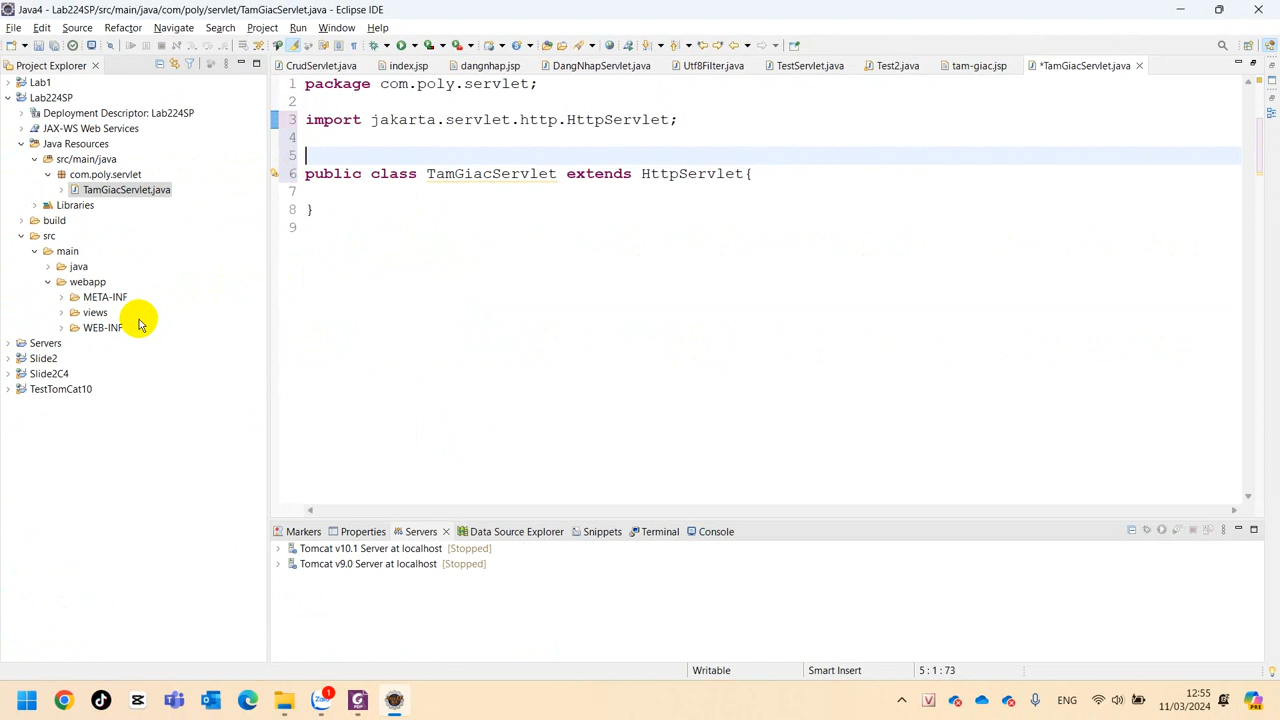 Java4 - Lab224SP/src/main/java/com/poly/servlet/TamGiacServlet.java - Eclipse IDE
File Edit Source Refactor Navigate Search Project Run Window Help
Project Explorer
Lab1
Lab224SP
Deployment Descriptor: Lab224SP
JAX-WS Web Services
Java Resources
src/main/java
com.poly.servlet
TamGiacServlet.java
Libraries
build
src
main
java
webapp
META-INF
views
WEB-INF
Servers
Slide2
Slide2C4
TestTomCat10
CrudServlet.java index.jsp dangnhap.jsp DangNhapServlet.java Utf8Filter.java TestServlet.java Test2.java tam-giac.jsp *TamGiacServlet.java
1 package com.poly.servlet;
2
3 import jakarta.servlet.http.HttpServlet;
4
5
6 public class TamGiacServlet extends HttpServlet{
7
8 }
9
Markers Properties Servers Data Source Explorer Snippets Terminal Console
Tomcat v10.1 Server at localhost [Stopped]
Tomcat v9.0 Server at localhost [Stopped]
Writable Smart Insert 5 : 1 : 73
1
ENG
12:55
11/03/2024
PRE